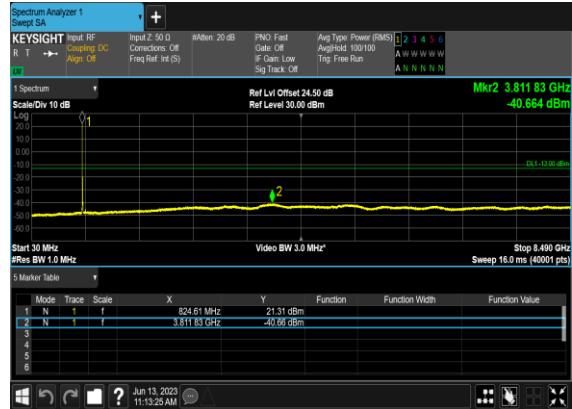 Spectrum Analyzer 1
Swept SA
+
KEYSIGHT Input: RF Input Z: 50 Ω #Atten: 20 dB PNO: Fast Avg Type: Power (RMS) 1 2 3 4 5 6
R T Coupling: DC Corrections: Off Gate: Off Avg|Hold: 100/100 A W W W W W
Align: Off Freq Ref: Int (S) IF Gain: Low Trig: Free Run
LW Sig Track: Off A N N N N N
1 Spectrum Ref Lvl Offset 24.50 dB Mkr2 3.811 83 GHz
Scale/Div 10 dB Ref Level 30.00 dBm -40.664 dBm
Log
1
20.0
10.0
0.00
-10.0 DL1 -13.00 dBm
-20.0
-30.0 2
-40.0
-50.0
-60.0
Start 30 MHz Video BW 3.0 MHz* Stop 8.490 GHz
#Res BW 1.0 MHz Sweep 16.0 ms (40001 pts)
5 Marker Table
Mode Trace Scale X Y Function Function Width Function Value
1 N 1 f 824.61 MHz 21.31 dBm
2 N 1 f 3.811 83 GHz -40.66 dBm
3
4
5
6
? Jun 13, 2023
11:13:25 AM